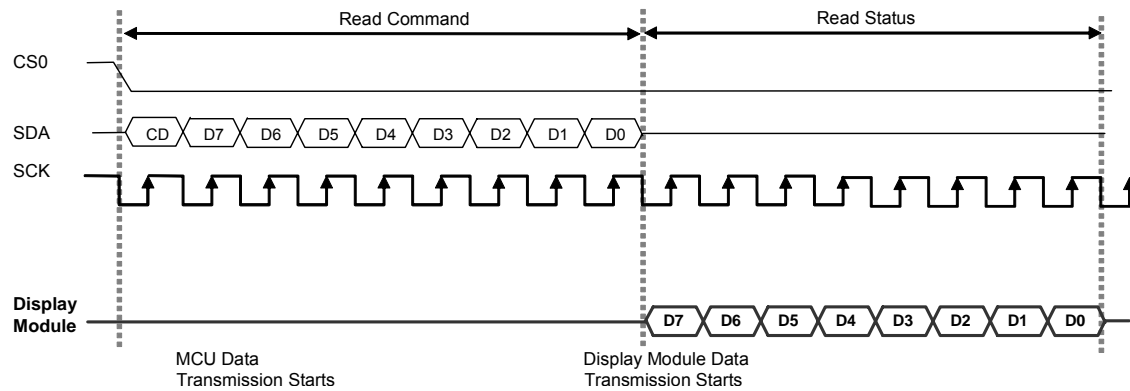 Read Command
Read Status
CS0
SDA
CD D7 D6 D5 D4 D3 D2 D1 D0
SCK
Display
Module
D7 D6 D5 D4 D3 D2 D1 D0
MCU Data
Transmission Starts
Display Module Data
Transmission Starts